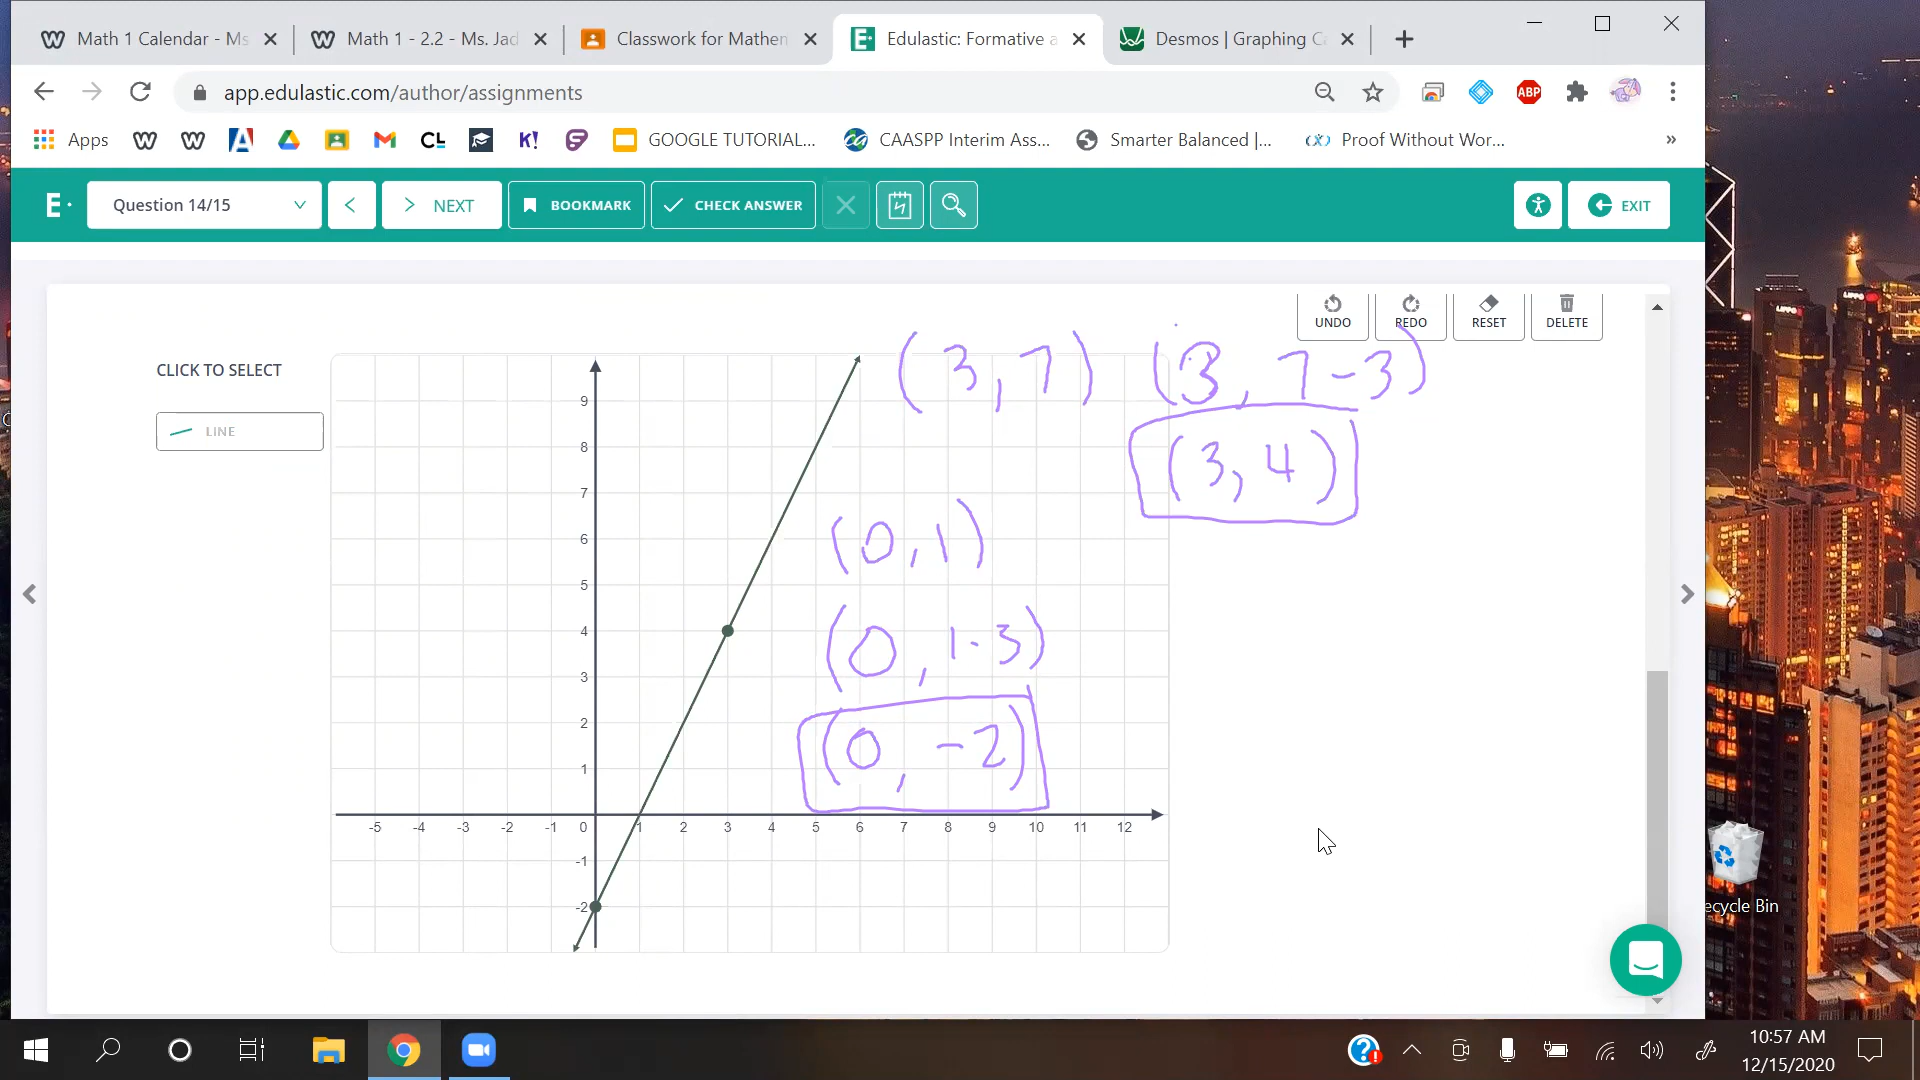 Math 1 Calendar - Ms
Math 1 - 2.2 - Ms. Jad
Classwork for Mathem
Edulastic: Formative a
Desmos | Graphing Ca
app.edulastic.com/author/assignments
ABP
Apps
CL
K!
GOOGLE TUTORIAL...
CAASPP Interim Ass...
Smarter Balanced |...
Proof Without Wor...
»
E
Question 14/15
NEXT
BOOKMARK
CHECK ANSWER
EXIT
UNDO
REDO
RESET
DELETE
CLICK TO SELECT
LINE
(3, 7) (3, 7-3)
(3, 4)
(0, 1)
(0, 1-3)
(0, -2)
9
8
7
6
5
4
3
2
1
-5 -4 -3 -2 -1 0 1 2 3 4 5 6 7 8 9 10 11 12
-1
-2
ecycle Bin
10:57 AM
12/15/2020